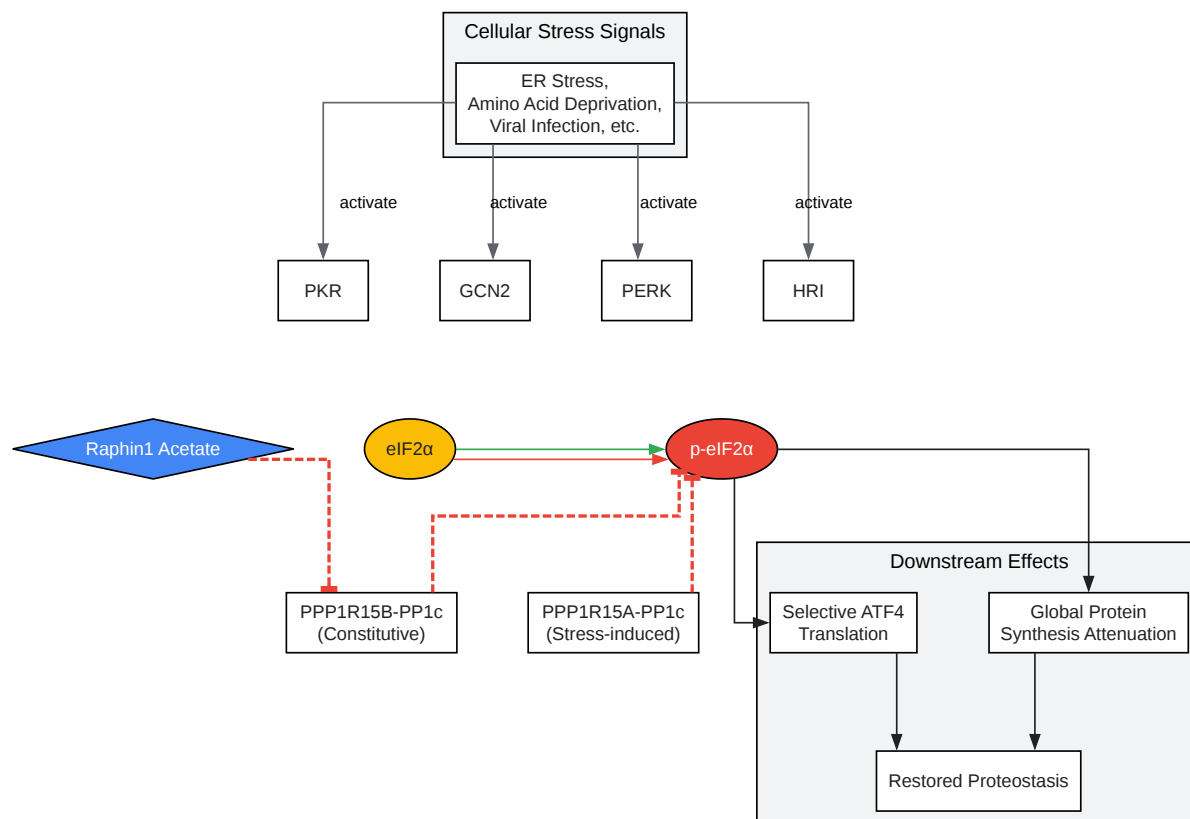 Cellular Stress Signals
ER Stress,
Amino Acid Deprivation,
Viral Infection, etc.
activate
activate
activate
activate
PKR
GCN2
PERK
HRI
Raphin1 Acetate
eIF2α
p-eIF2α
Downstream Effects
PPP1R15B-PP1c
(Constitutive)
PPP1R15A-PP1c
(Stress-induced)
Selective ATF4
Translation
Global Protein
Synthesis Attenuation
Restored Proteostasis